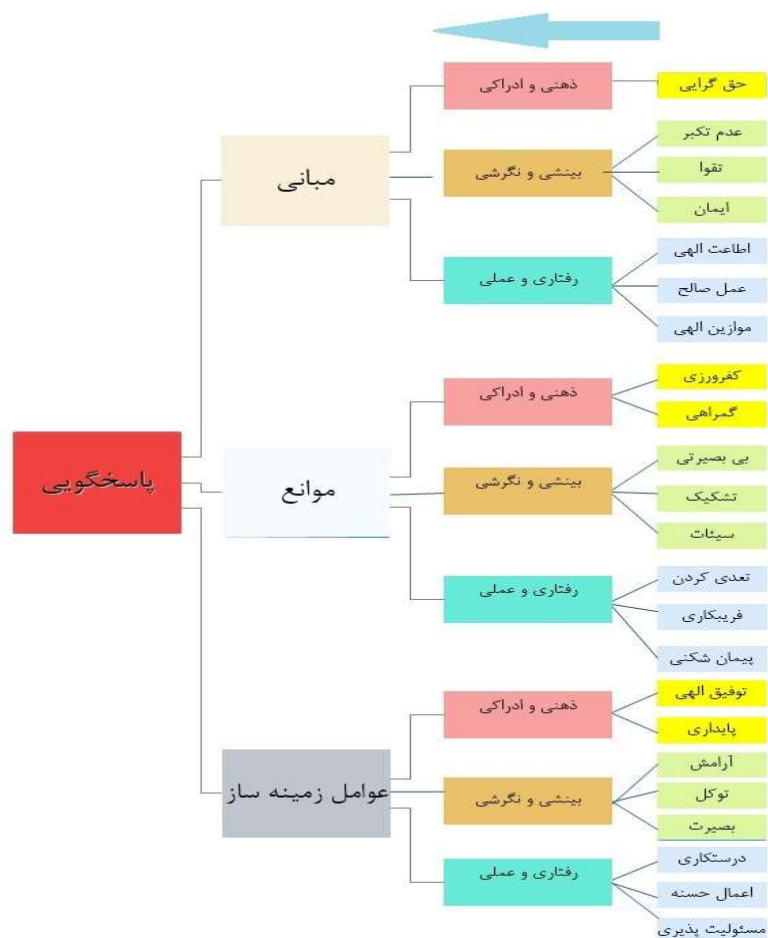 ذهنی و ادراکی
حق گرایی
عدم تکبر
مبانی
بینشی و نگرشی
تقوا
ایمان
اطاعت الهی
رفتاری و عملی
عمل صالح
موازین الهی
کفرورزی
ذهنی و ادراکی
گمراهی
پاسخگویی
موانع
بی بصیرتی
بینشی و نگرشی
تشکیک
سیئات
تعدی کردن
رفتاری و عملی
فریبکاری
پیمان شکنی
توفیق الهی
ذهنی و ادراکی
پایداری
عوامل زمینه ساز
آرامش
بینشی و نگرشی
توکل
بصیرت
درستکاری
رفتاری و عملی
اعمال حسنه
مسئولیت پذیری